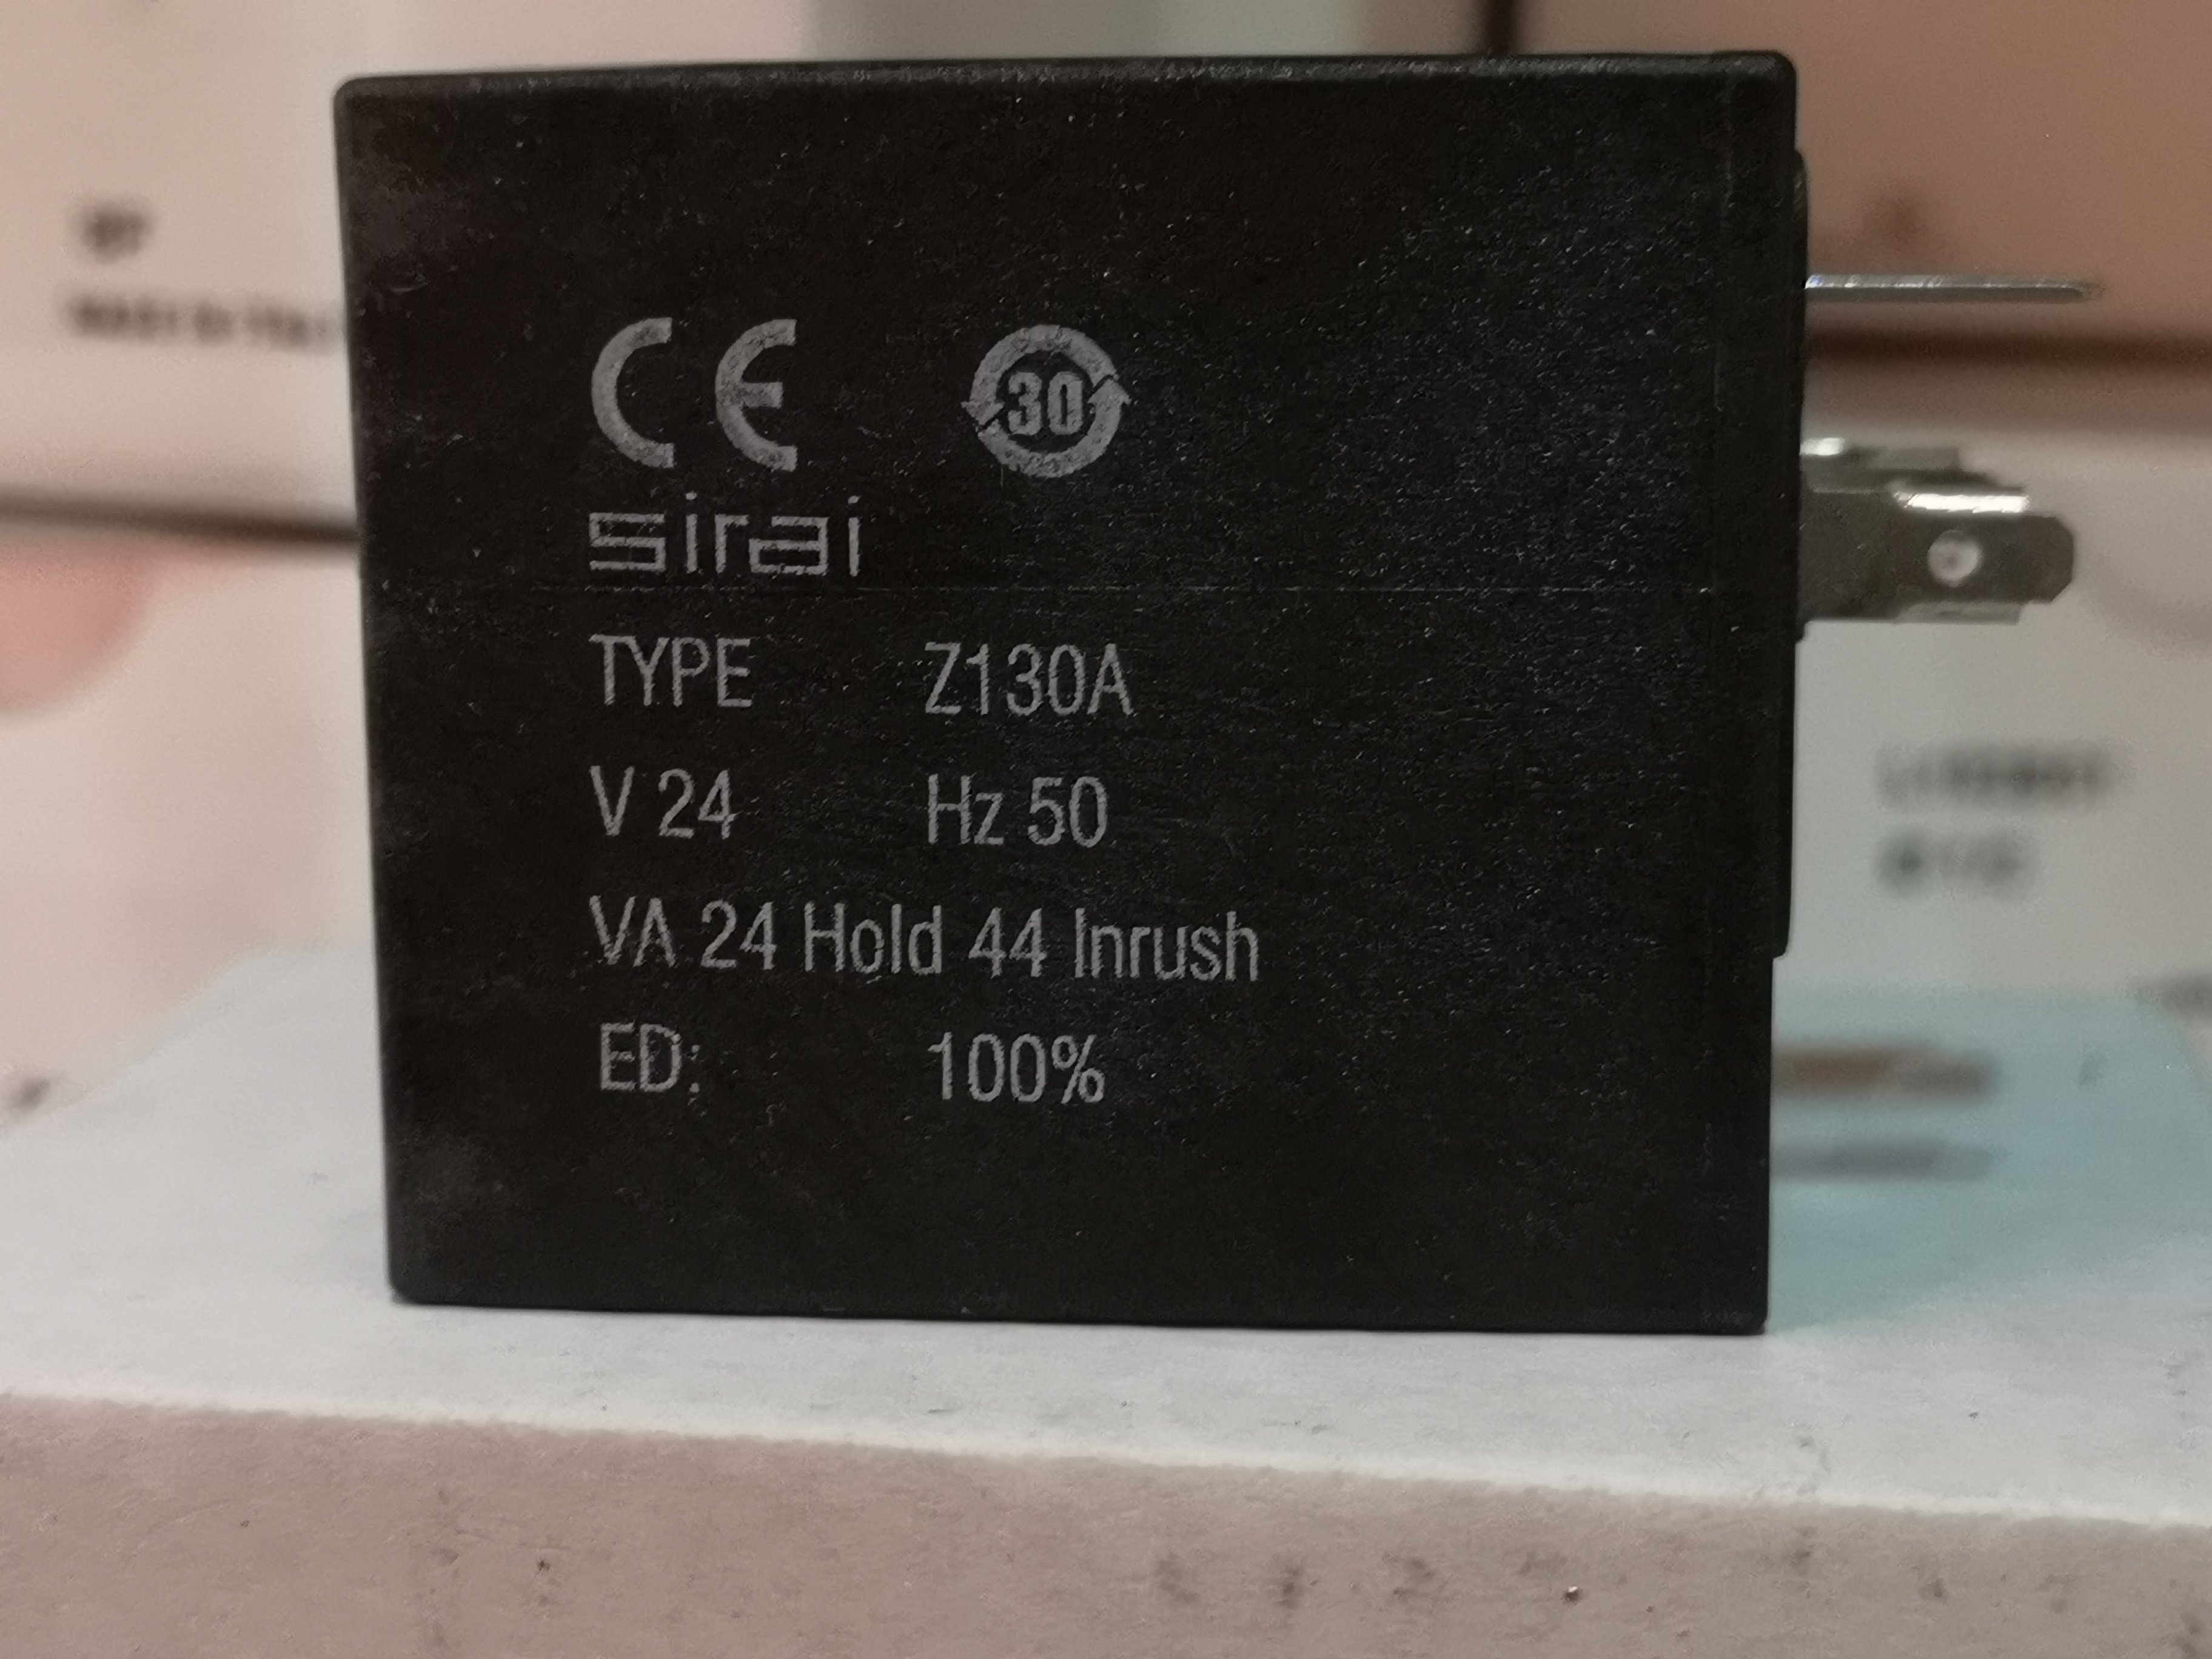 CE 30
sirai
TYPE Z130A
V 24 Hz 50
VA 24 Hold 44 Inrush
ED: 100%